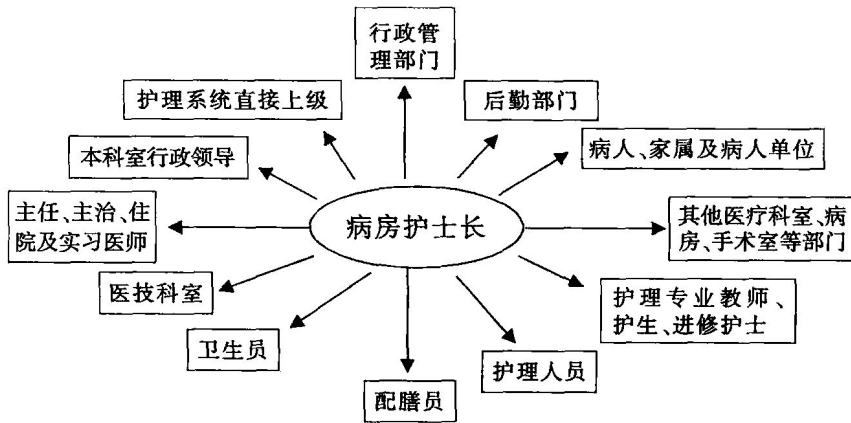 行政管
理部门
护理系统直接上级
后勤部门
本科室行政领导
病人、家属及病人单位
主任、主治、住
院及实习医师
病房护士长
其他医疗科室、病
房、手术室等部门
医技科室
护理专业教师、
护生、进修护士
卫生员
护理人员
配膳员